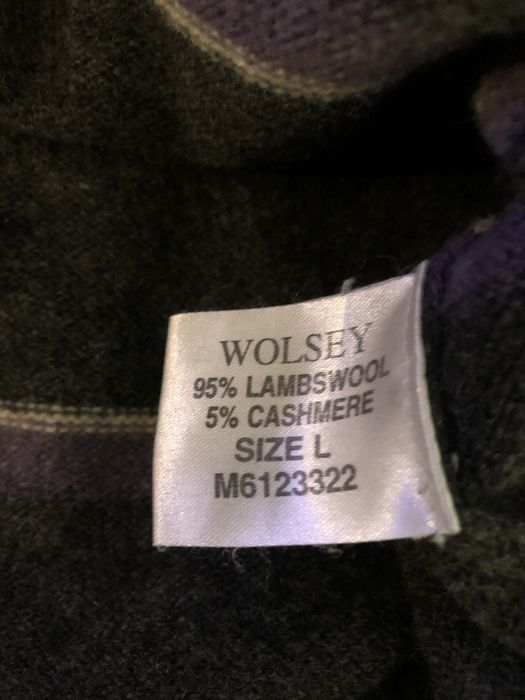 WOLSEY
95% LAMBSWOOL
5% CASHMERE
SIZE L
M6123322